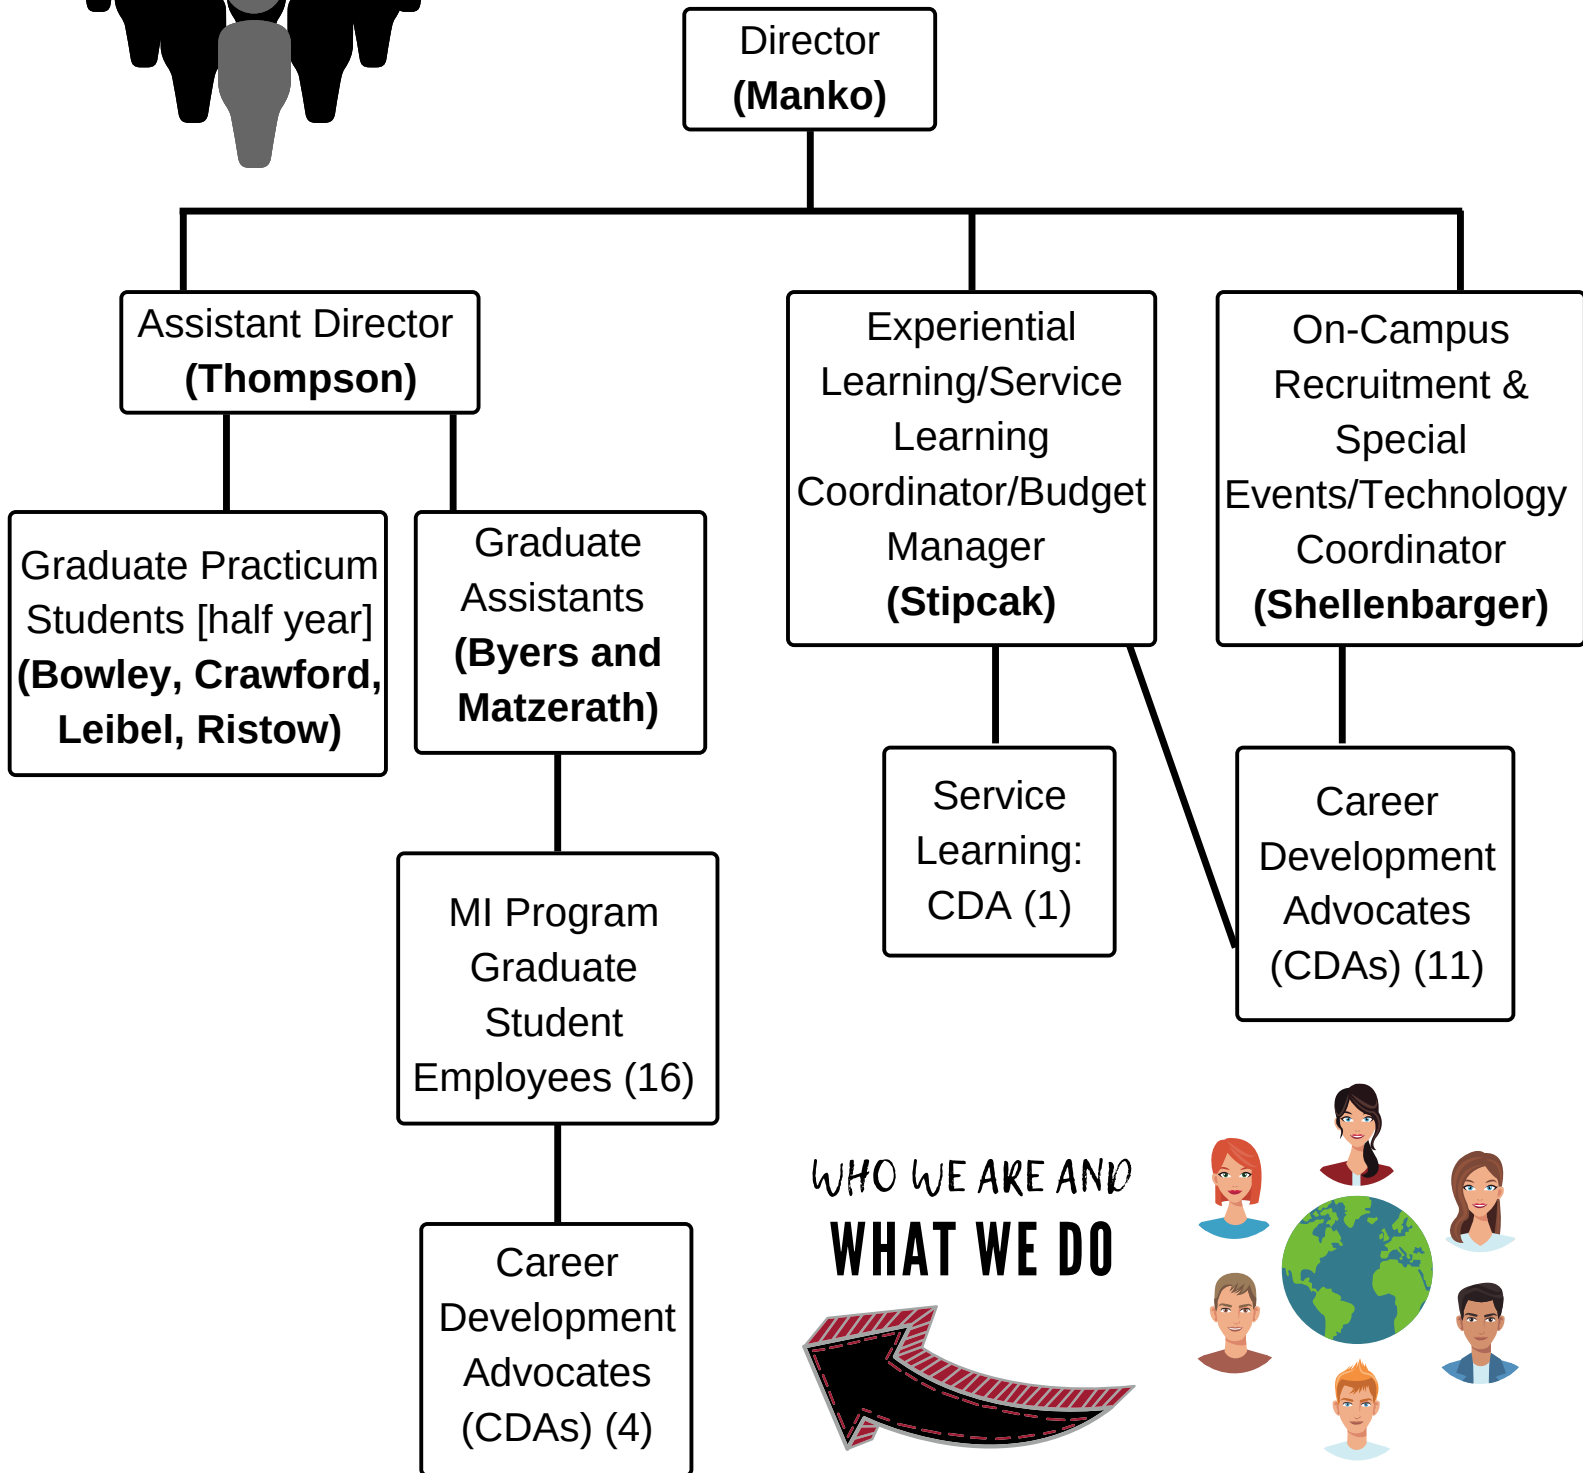 Director
(Manko)
Assistant Director
(Thompson)
Experiential
Learning/Service
Learning
Coordinator/Budget
Manager
(Stipcak)
On-Campus
Recruitment &
Special
Events/Technology
Coordinator
(Shellenbarger)
Graduate Practicum
Students [half year]
(Bowley, Crawford,
Leibel, Ristow)
Graduate
Assistants
(Byers and
Matzerath)
Service
Learning:
CDA (1)
Career
Development
Advocates
(CDAs) (11)
MI Program
Graduate
Student
Employees (16)
Career
Development
Advocates
(CDAs) (4)
WHO WE ARE AND
WHAT WE DO